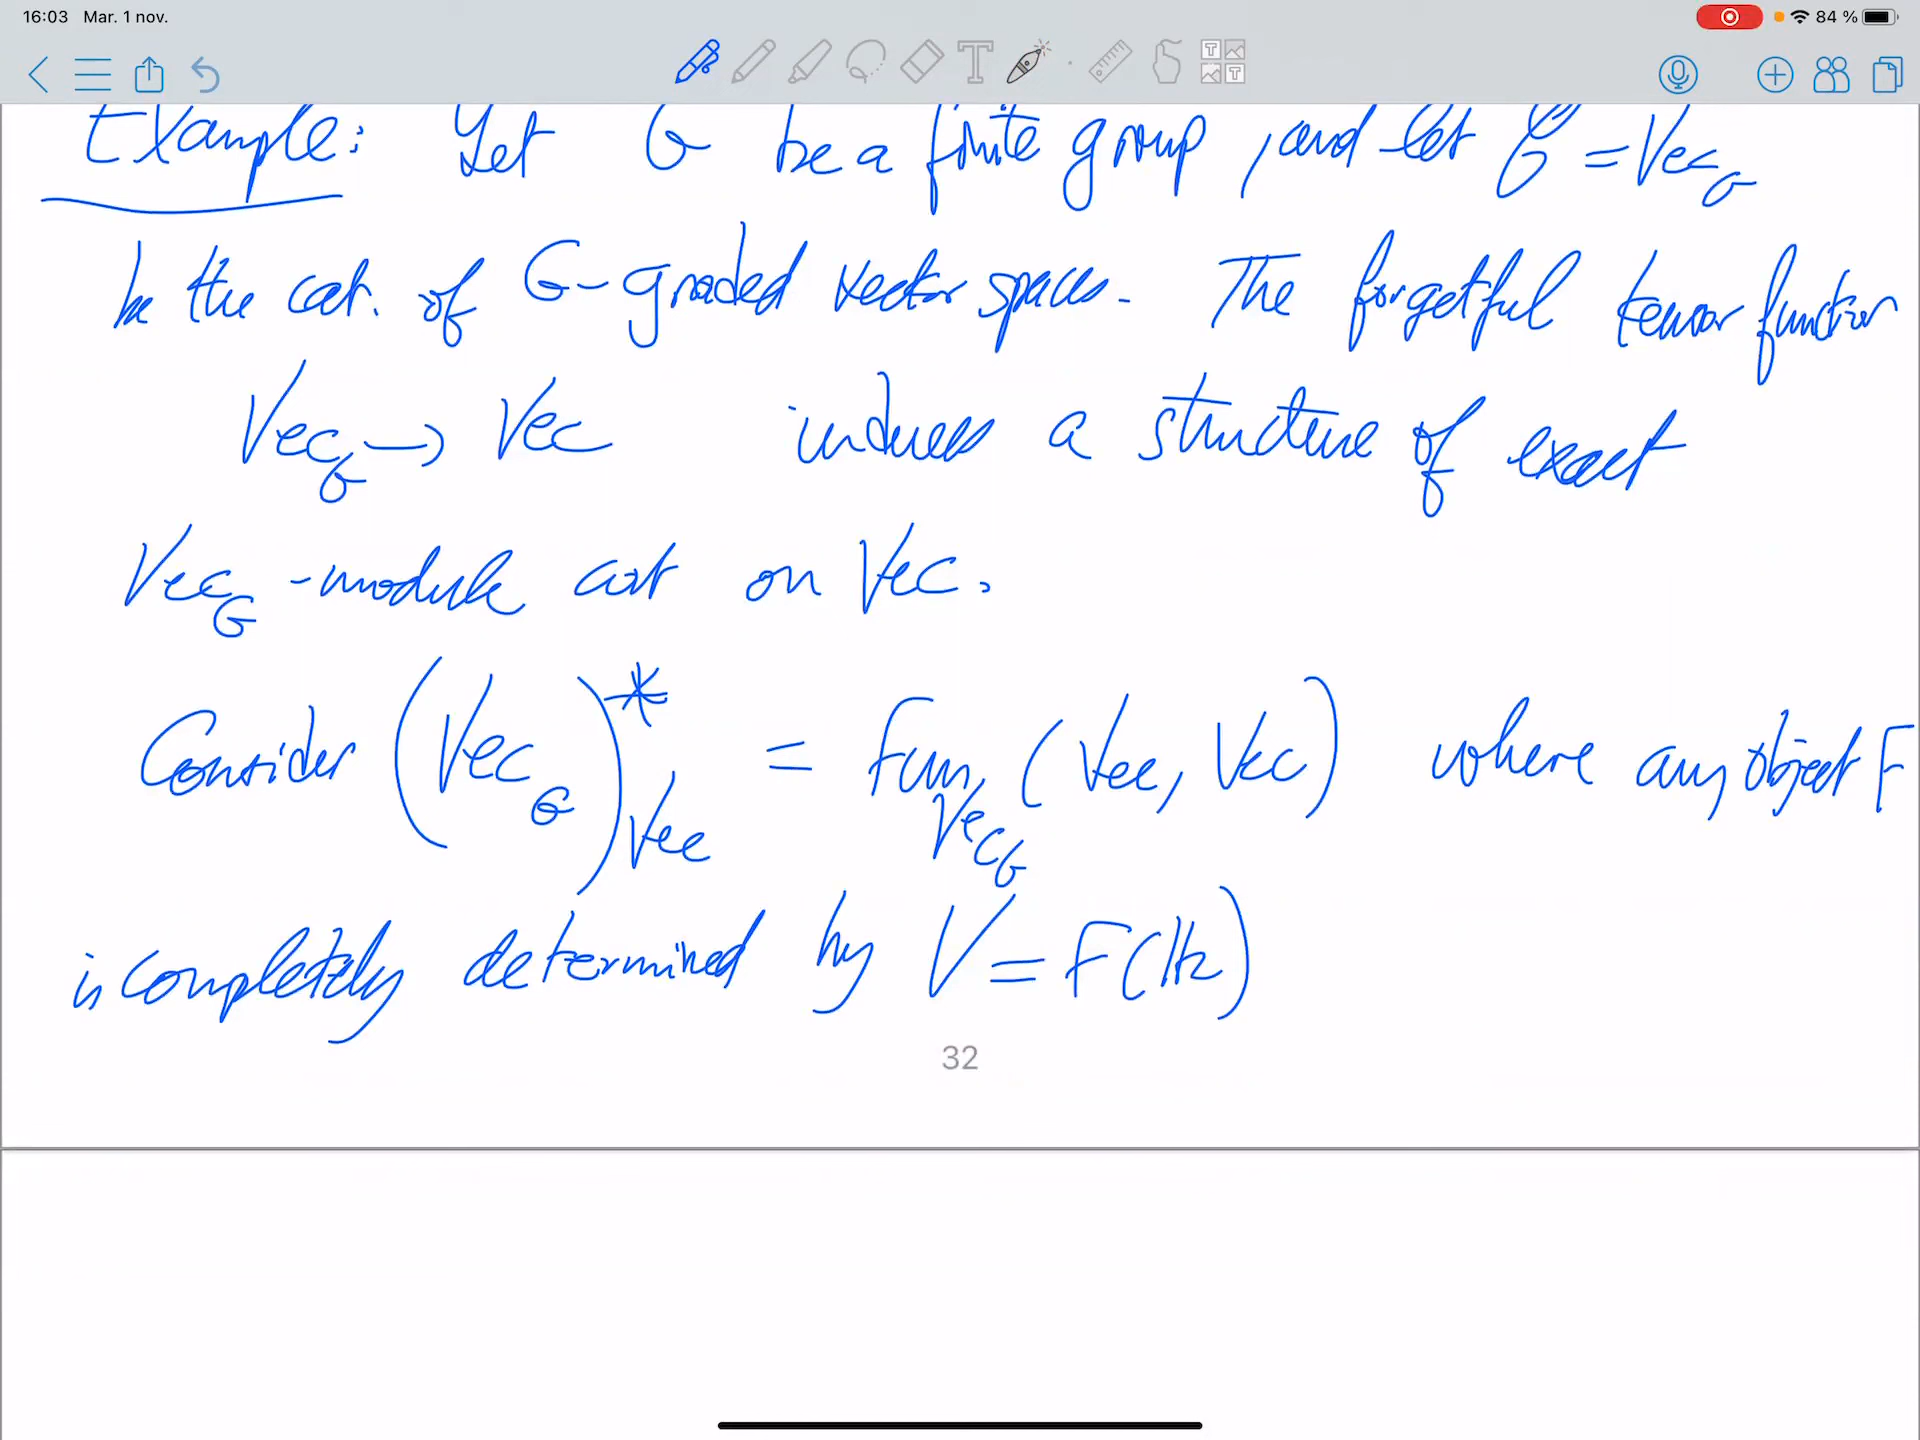 16:03 Mar. 1 nov. 84 %
Example: Let G be a finite group, and let 𝒞 = Vec_G
be the cat. of G-graded vector spaces. The forgetful tensor functor
Vec_G → Vec induces a structure of exact
Vec_G-module cat on Vec.
Consider (Vec_G)^*_Vec = Fun_{Vec_G}(Vec, Vec) where any object F
is completely determined by V = F(𝕜)
32